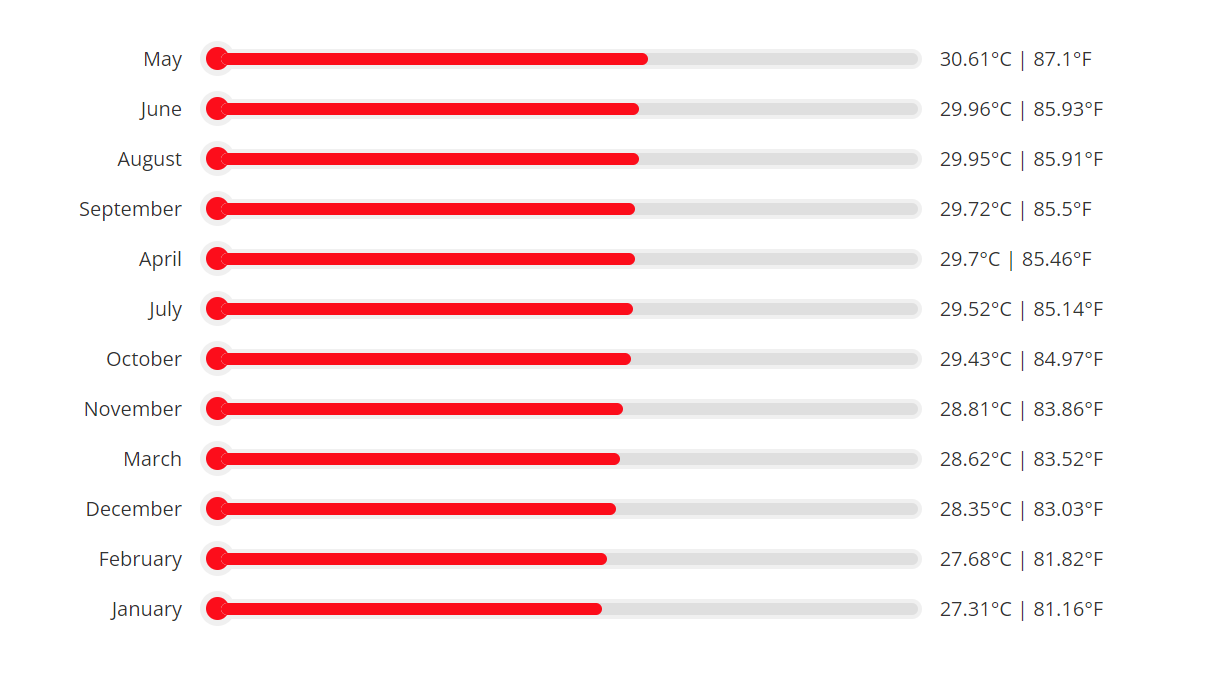 May 30.61°C | 87.1°F
June 29.96°C | 85.93°F
August 29.95°C | 85.91°F
September 29.72°C | 85.5°F
April 29.7°C | 85.46°F
July 29.52°C | 85.14°F
October 29.43°C | 84.97°F
November 28.81°C | 83.86°F
March 28.62°C | 83.52°F
December 28.35°C | 83.03°F
February 27.68°C | 81.82°F
January 27.31°C | 81.16°F